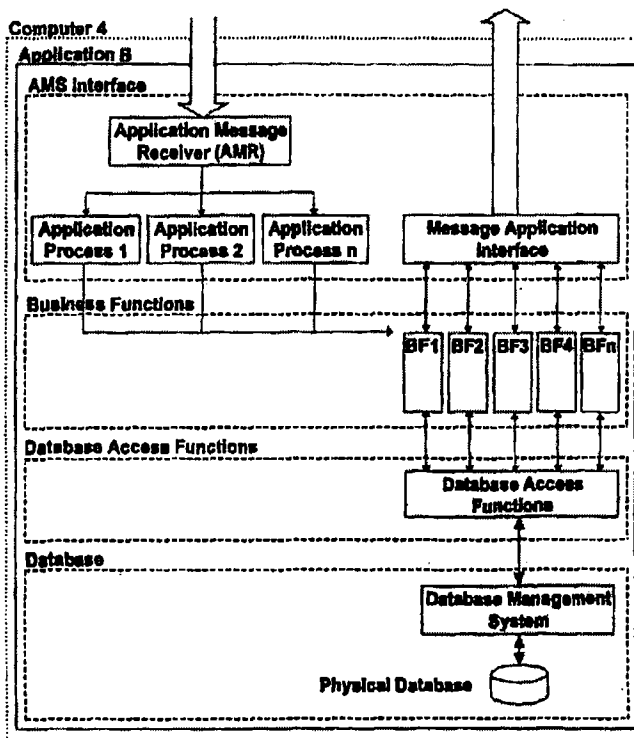 Computer 4
Application B
AMS Interface
Application Message
Receiver (AMR)
Application
Process 1
Application
Process 2
Application
Process n
Message Application
Interface
Business Functions
BF1
BF2
BF3
BF4
BFn
Database Access Functions
Database Access
Functions
Database
Database Management
System
Physical Database